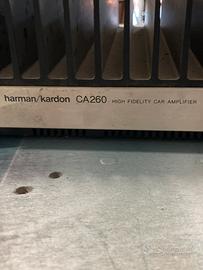 harman/kardon CA260 HIGH FIDELITY CAR AMPLIFIER